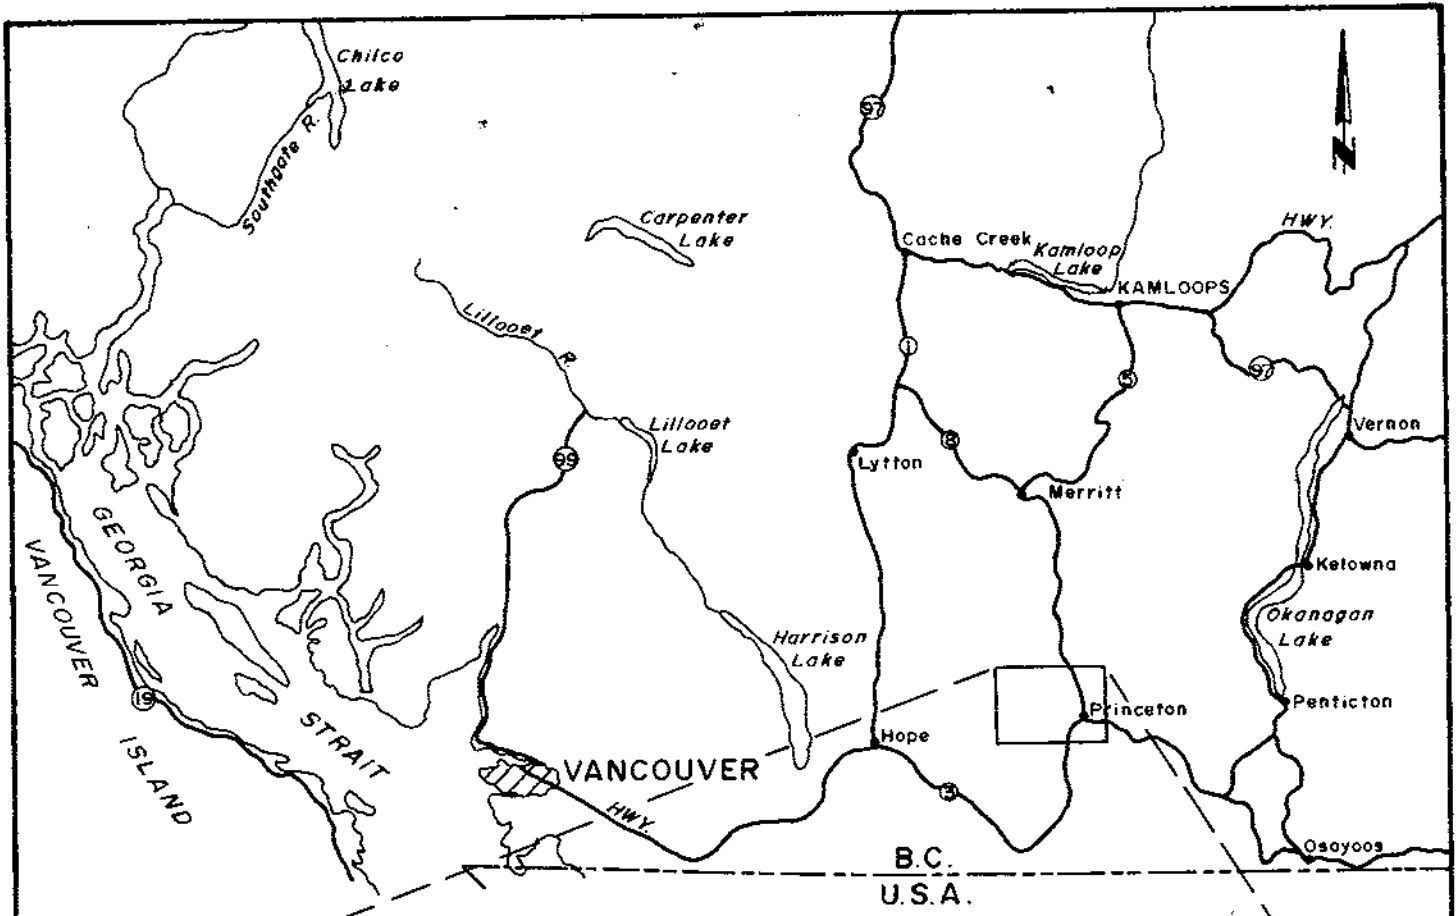 Chilco
Lake
97
N
Southgate R.
Carpenter
Lake
HWY.
Cache Creek
Kamloop
Lake
KAMLOOPS
Lillooet R.
1
5
97
Lillooet
Lake
Vernon
99
8
Lytton
Merritt
GEORGIA
VANCOUVER
Kelowna
Okanagan
Lake
Harrison
Lake
19
Penticton
Princeton
STRAIT
ISLAND
Hope
VANCOUVER
3
HWY.
Osoyoos
B.C.
U.S.A.